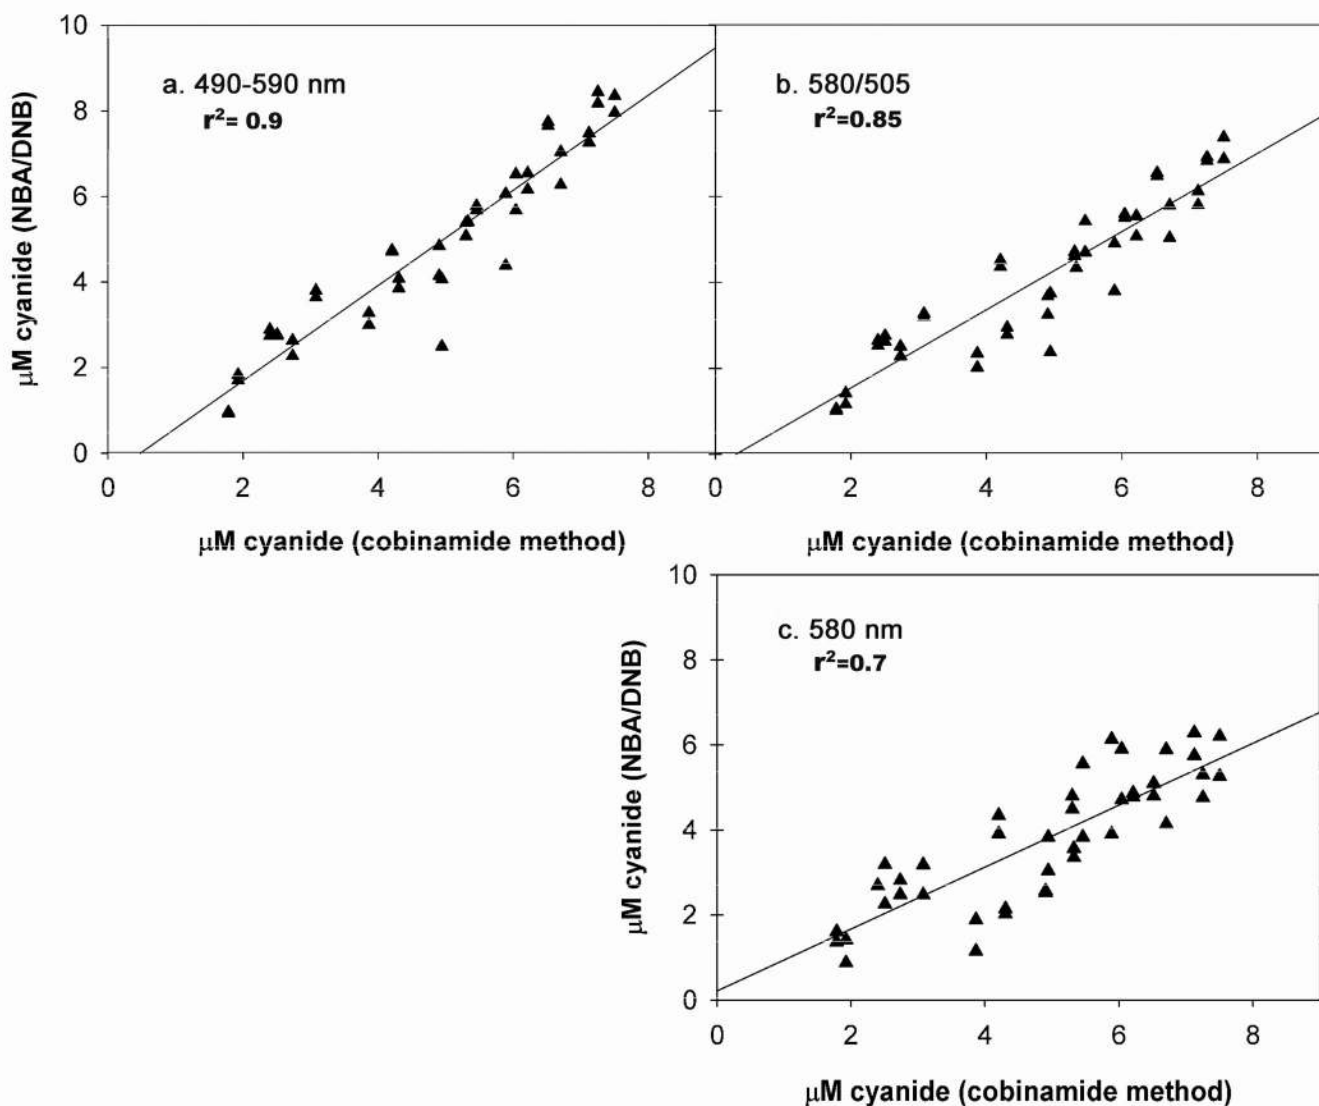 10
8
6
4
2
0
μM cyanide (NBA/DNB)
a. 490-590 nm
r²= 0.9
0 2 4 6 8
μM cyanide (cobinamide method)
b. 580/505
r²=0.85
0 2 4 6 8
μM cyanide (cobinamide method)
10
8
6
4
2
0
μM cyanide (NBA/DNB)
c. 580 nm
r²=0.7
0 2 4 6 8
μM cyanide (cobinamide method)